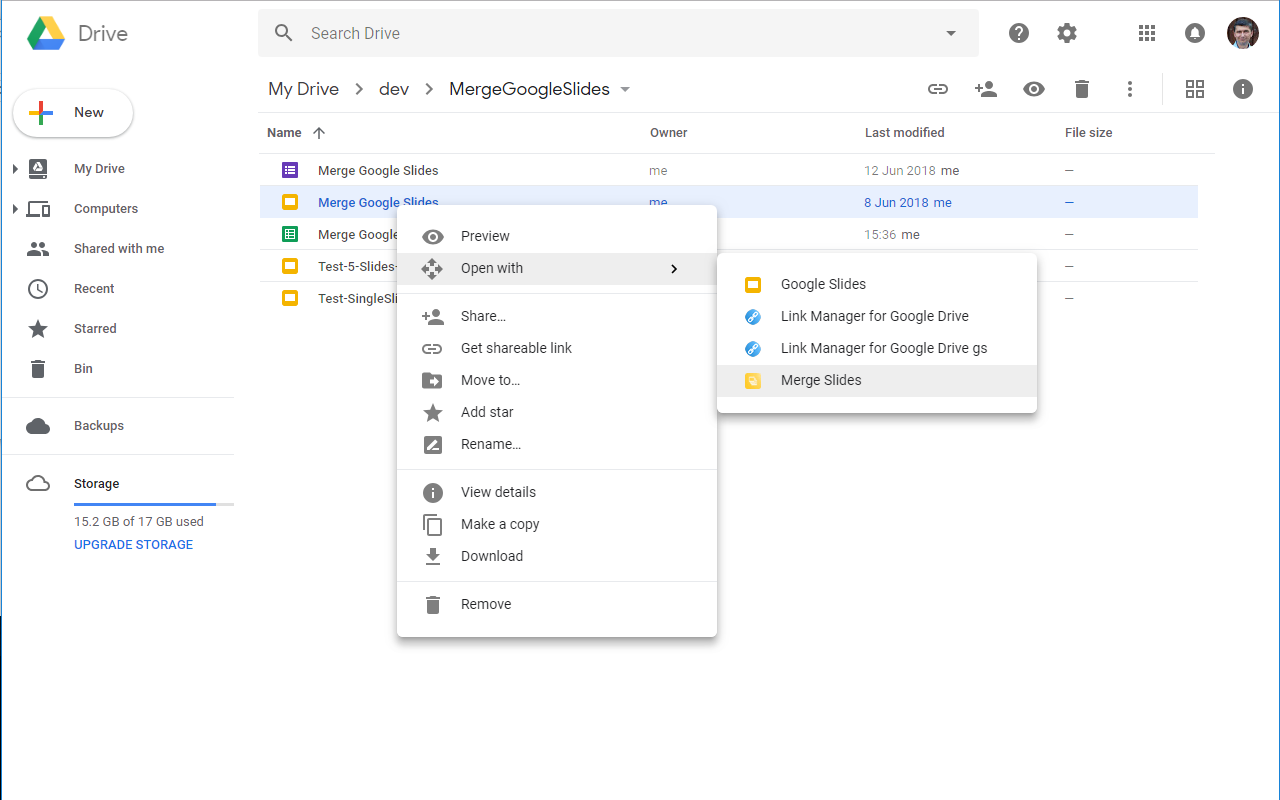 Drive
Search Drive
My Drive dev MergeGoogleSlides
New
Name Owner Last modified File size
My Drive
Computers
Shared with me
Recent
Starred
Bin
Backups
Storage
15.2 GB of 17 GB used
UPGRADE STORAGE
Merge Google Slides me 12 Jun 2018 me –
Merge Google Slides me 8 Jun 2018 me –
Merge Google 15:36 me –
Test-5-Slides- –
Test-SingleSli –
Preview
Open with
Share...
Get shareable link
Move to...
Add star
Rename...
View details
Make a copy
Download
Remove
Google Slides
Link Manager for Google Drive
Link Manager for Google Drive gs
Merge Slides